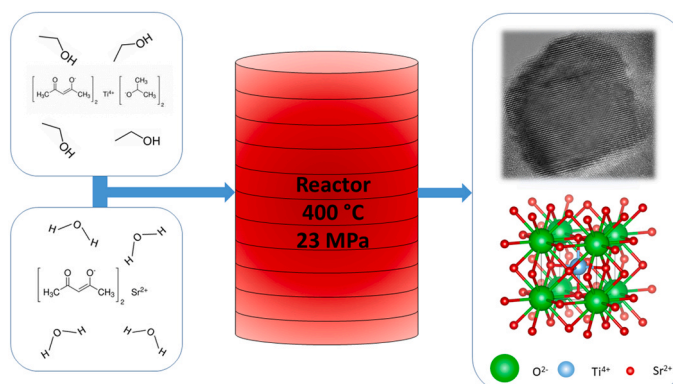 OH
OH
O O⁻
[H₃C CH₃]₂ Ti⁴⁺ [CH₃ ⁻O CH₃]₂
OH
OH
H O H
H O H
O O⁻
[H₃C CH₃]₂ Sr²⁺
H O H
H O H
Reactor
400 °C
23 MPa
O²⁻ Ti⁴⁺ Sr²⁺